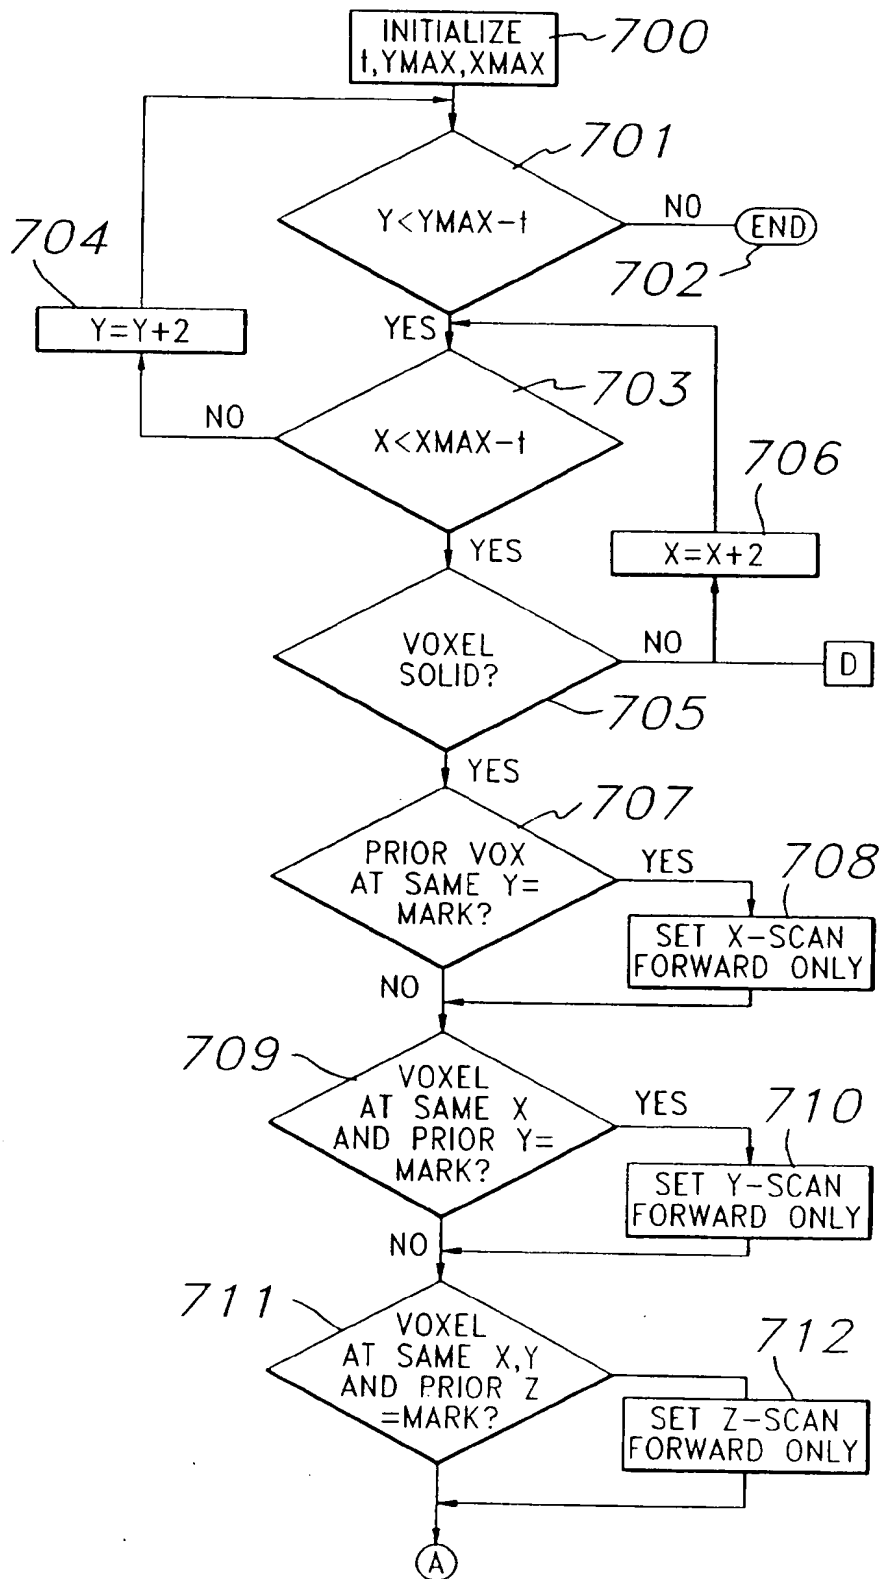 INITIALIZE
t,YMAX,XMAX
700
701
Y<YMAX-t
NO
END
702
704
Y=Y+2
YES
703
NO
X<XMAX-t
706
X=X+2
YES
VOXEL
SOLID?
NO
D
705
YES
707
PRIOR VOX
AT SAME Y=
MARK?
YES
708
SET X-SCAN
FORWARD ONLY
NO
709
VOXEL
AT SAME X
AND PRIOR Y=
MARK?
YES
710
SET Y-SCAN
FORWARD ONLY
NO
711
VOXEL
AT SAME X,Y
AND PRIOR Z
=MARK?
712
SET Z-SCAN
FORWARD ONLY
A